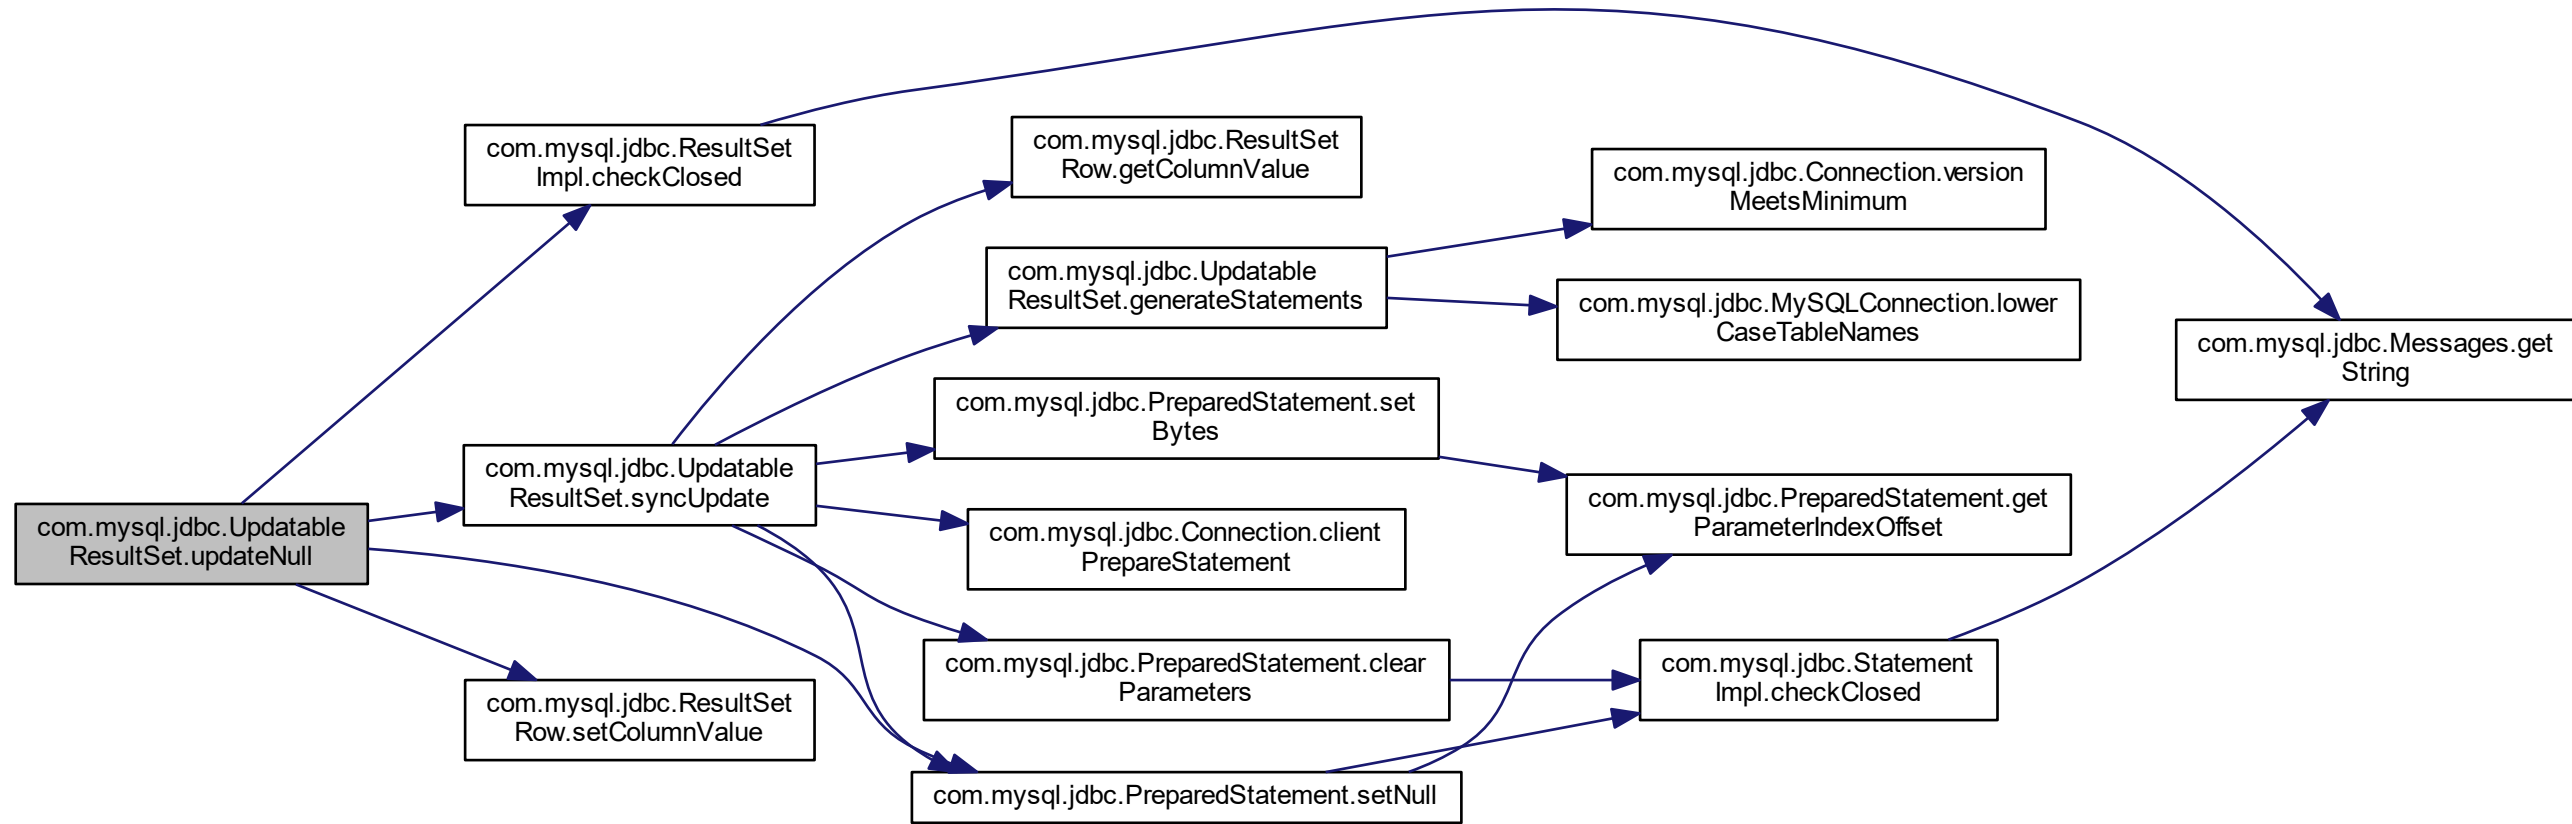 com.mysql.jdbc.Updatable
ResultSet.updateNull
com.mysql.jdbc.ResultSet
Impl.checkClosed
com.mysql.jdbc.Updatable
ResultSet.syncUpdate
com.mysql.jdbc.ResultSet
Row.setColumnValue
com.mysql.jdbc.ResultSet
Row.getColumnValue
com.mysql.jdbc.Updatable
ResultSet.generateStatements
com.mysql.jdbc.PreparedStatement.set
Bytes
com.mysql.jdbc.Connection.client
PrepareStatement
com.mysql.jdbc.PreparedStatement.clear
Parameters
com.mysql.jdbc.PreparedStatement.setNull
com.mysql.jdbc.Connection.version
MeetsMinimum
com.mysql.jdbc.MySQLConnection.lower
CaseTableNames
com.mysql.jdbc.PreparedStatement.get
ParameterIndexOffset
com.mysql.jdbc.Statement
Impl.checkClosed
com.mysql.jdbc.Messages.get
String